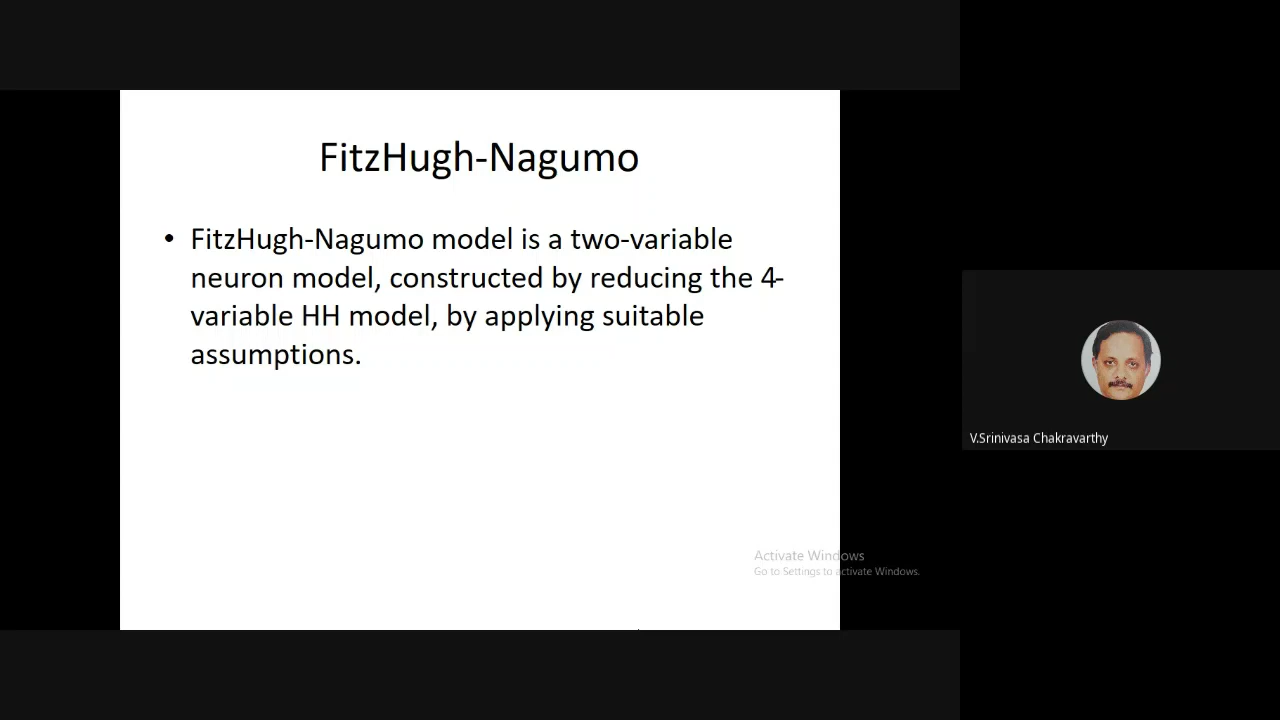 FitzHugh-Nagumo
• FitzHugh-Nagumo model is a two-variable
neuron model, constructed by reducing the 4-
variable HH model, by applying suitable
assumptions.
V.Srinivasa Chakravarthy
Activate Windows
Go to Settings to activate Windows.